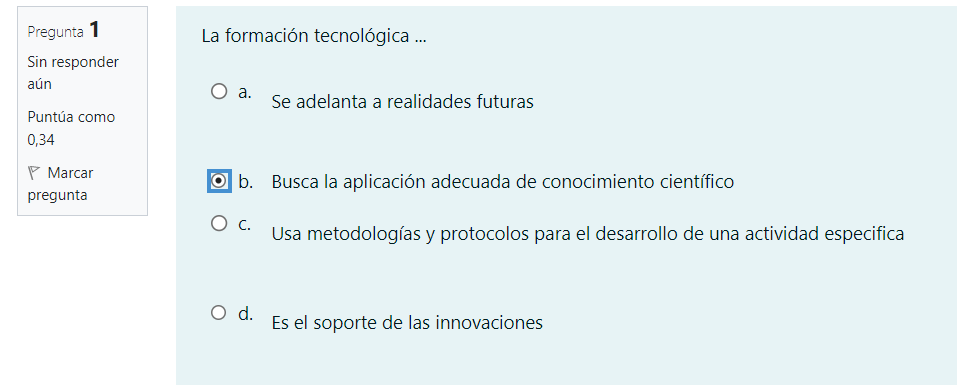 Pregunta 1
Sin responder
aún
Puntúa como
0,34
Marcar
pregunta
La formación tecnológica ...
a.
Se adelanta a realidades futuras
b. Busca la aplicación adecuada de conocimiento científico
c.
Usa metodologías y protocolos para el desarrollo de una actividad especifica
d.
Es el soporte de las innovaciones